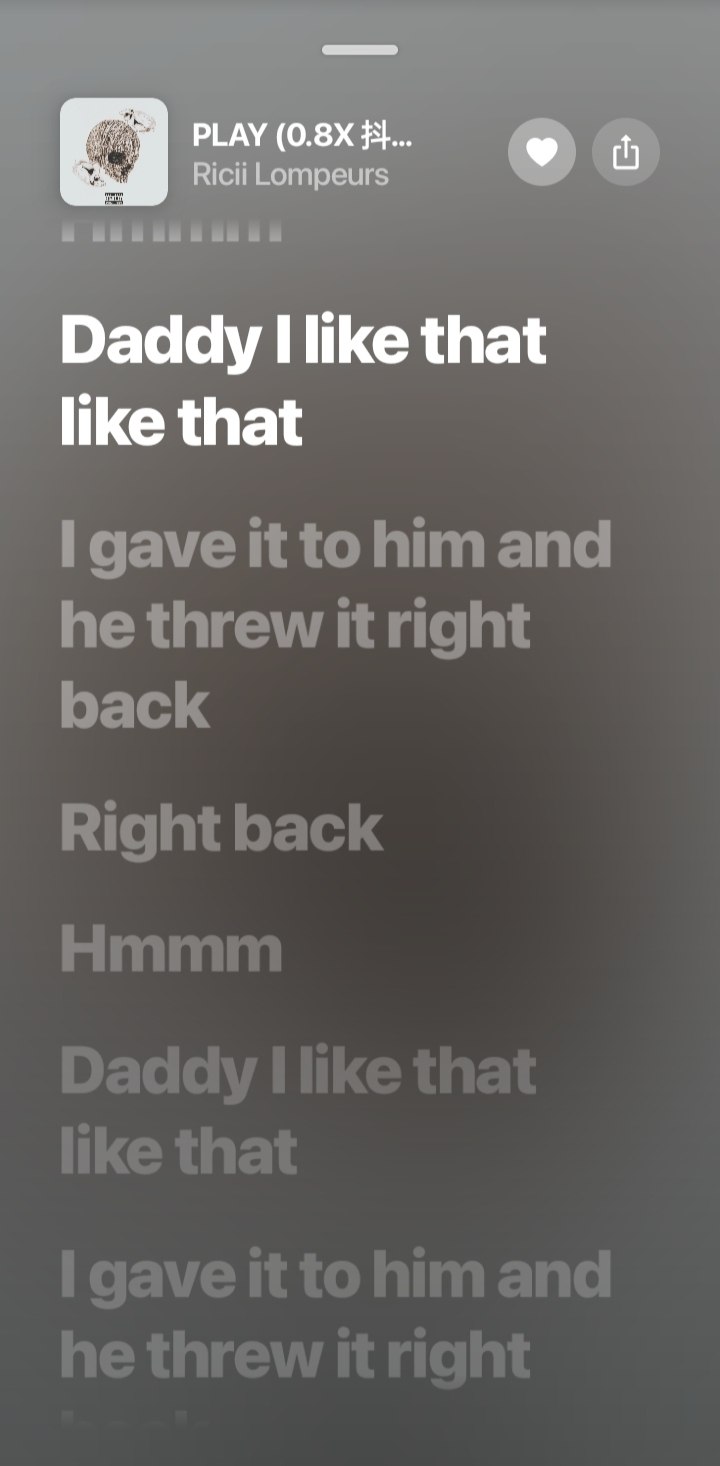 PLAY (0.8X 抖...
Ricii Lompeurs
Daddy I like that
like that
I gave it to him and
he threw it right
back
Right back
Hmmm
Daddy I like that
like that
I gave it to him and
he threw it right